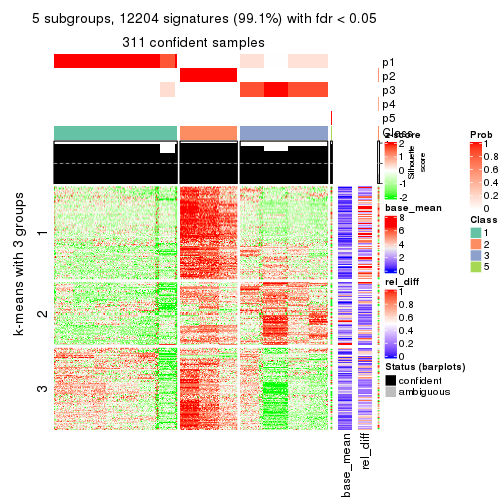 5 subgroups, 12204 signatures (99.1%) with fdr < 0.05
311 confident samples
p1
p2
p3
p4
p5
Class
z-score
2
1
0
-1
-2
Silhouette
score
Prob
1
0.8
0.6
0.4
0.2
0
base_mean
8
6
4
2
0
Class
1
2
3
5
rel_diff
1
0.8
0.6
0.4
0.2
0
Status (barplots)
confident
ambiguous
k-means with 3 groups
1
2
3
base_mean
rel_diff